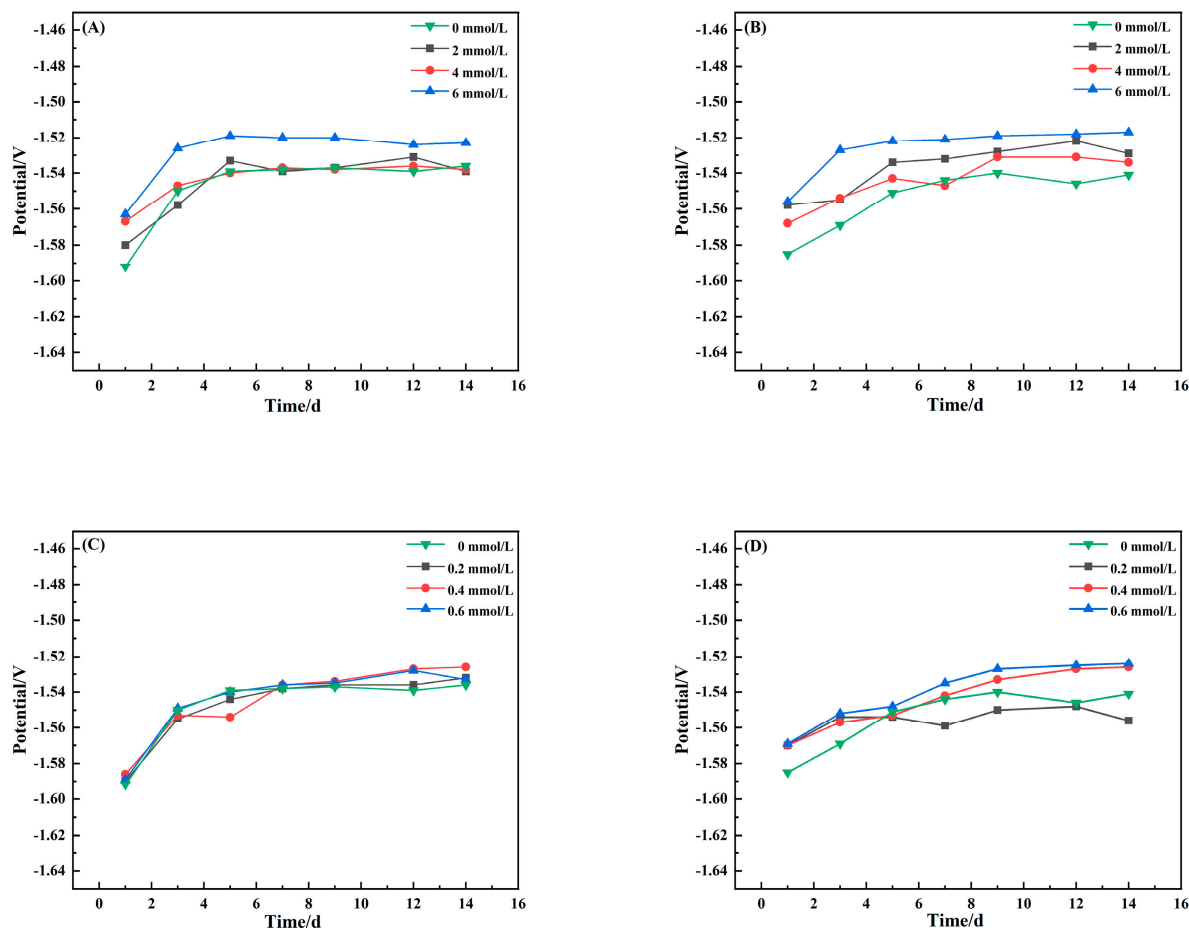 (A)
0 mmol/L
2 mmol/L
4 mmol/L
6 mmol/L
-1.46
-1.48
-1.50
-1.52
-1.54
-1.56
-1.58
-1.60
-1.62
-1.64
Potential/V
0 2 4 6 8 10 12 14 16
Time/d
(B)
0 mmol/L
2 mmol/L
4 mmol/L
6 mmol/L
-1.46
-1.48
-1.50
-1.52
-1.54
-1.56
-1.58
-1.60
-1.62
-1.64
Potential/V
0 2 4 6 8 10 12 14 16
Time/d
(C)
0 mmol/L
0.2 mmol/L
0.4 mmol/L
0.6 mmol/L
-1.46
-1.48
-1.50
-1.52
-1.54
-1.56
-1.58
-1.60
-1.62
-1.64
Potential/V
0 2 4 6 8 10 12 14 16
Time/d
(D)
0 mmol/L
0.2 mmol/L
0.4 mmol/L
0.6 mmol/L
-1.46
-1.48
-1.50
-1.52
-1.54
-1.56
-1.58
-1.60
-1.62
-1.64
Potential/V
0 2 4 6 8 10 12 14 16
Time/d